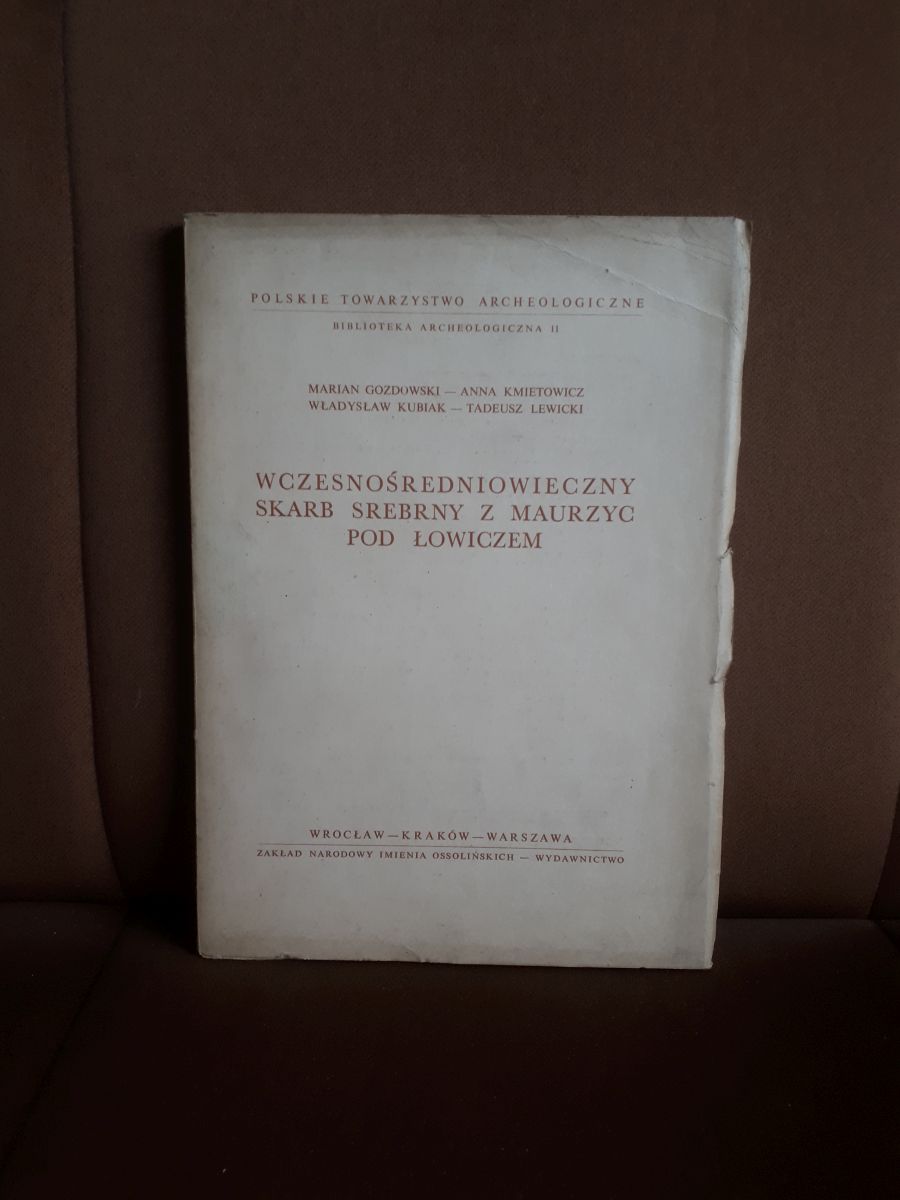 POLSKIE TOWARZYSTWO ARCHEOLOGICZNE
BIBLIOTEKA ARCHEOLOGICZNA 11
MARIAN GOZDOWSKI — ANNA KMIETOWICZ
WŁADYSŁAW KUBIAK — TADEUSZ LEWICKI
WCZESNOŚREDNIOWIECZNY
SKARB SREBRNY Z MAURZYC
POD ŁOWICZEM
WROCŁAW — KRAKÓW — WARSZAWA
ZAKŁAD NARODOWY IMIENIA OSSOLIŃSKICH — WYDAWNICTWO